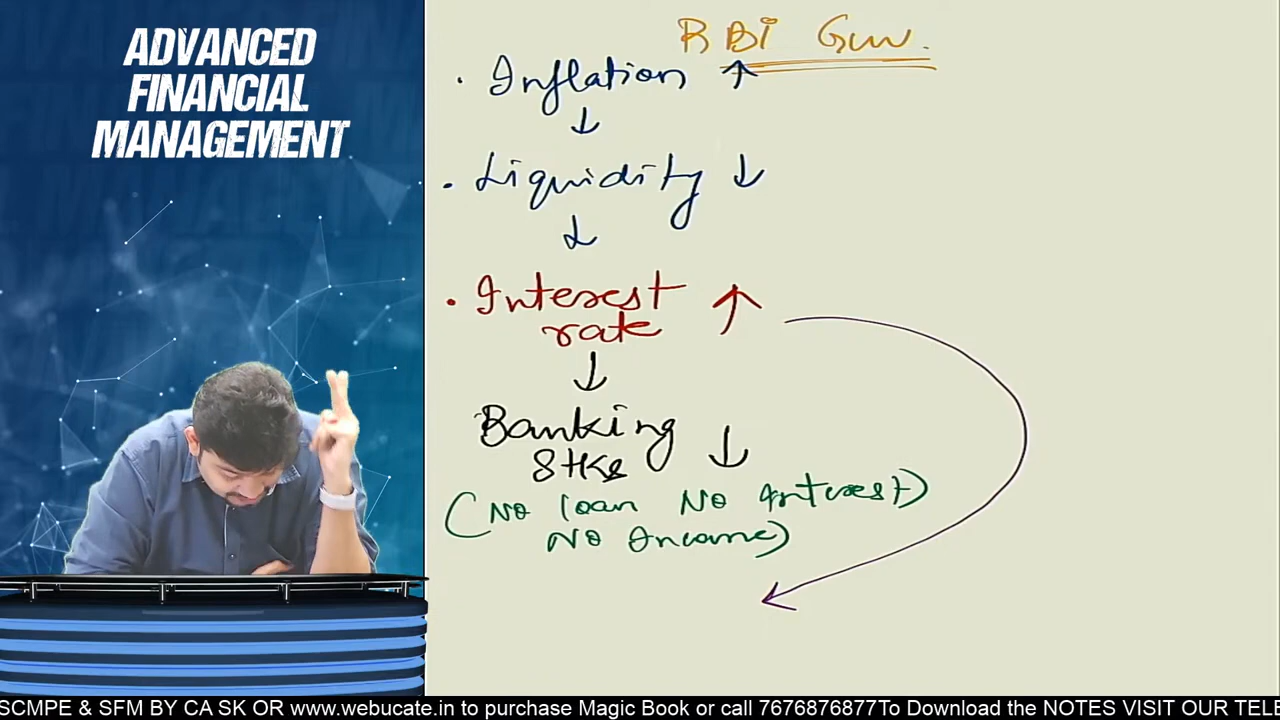 ADVANCED
FINANCIAL
MANAGEMENT
RBi Guv.
. Inflation ↑
↓
. Liquidity ↓
↓
. Interest ↑
rate
↓
Banking ↓
Stks
(No loan No Interest)
No Income)
SCMPE & SFM BY CA SK OR www.webucate.in to purchase Magic Book or call 7676876877To Download the NOTES VISIT OUR TELE